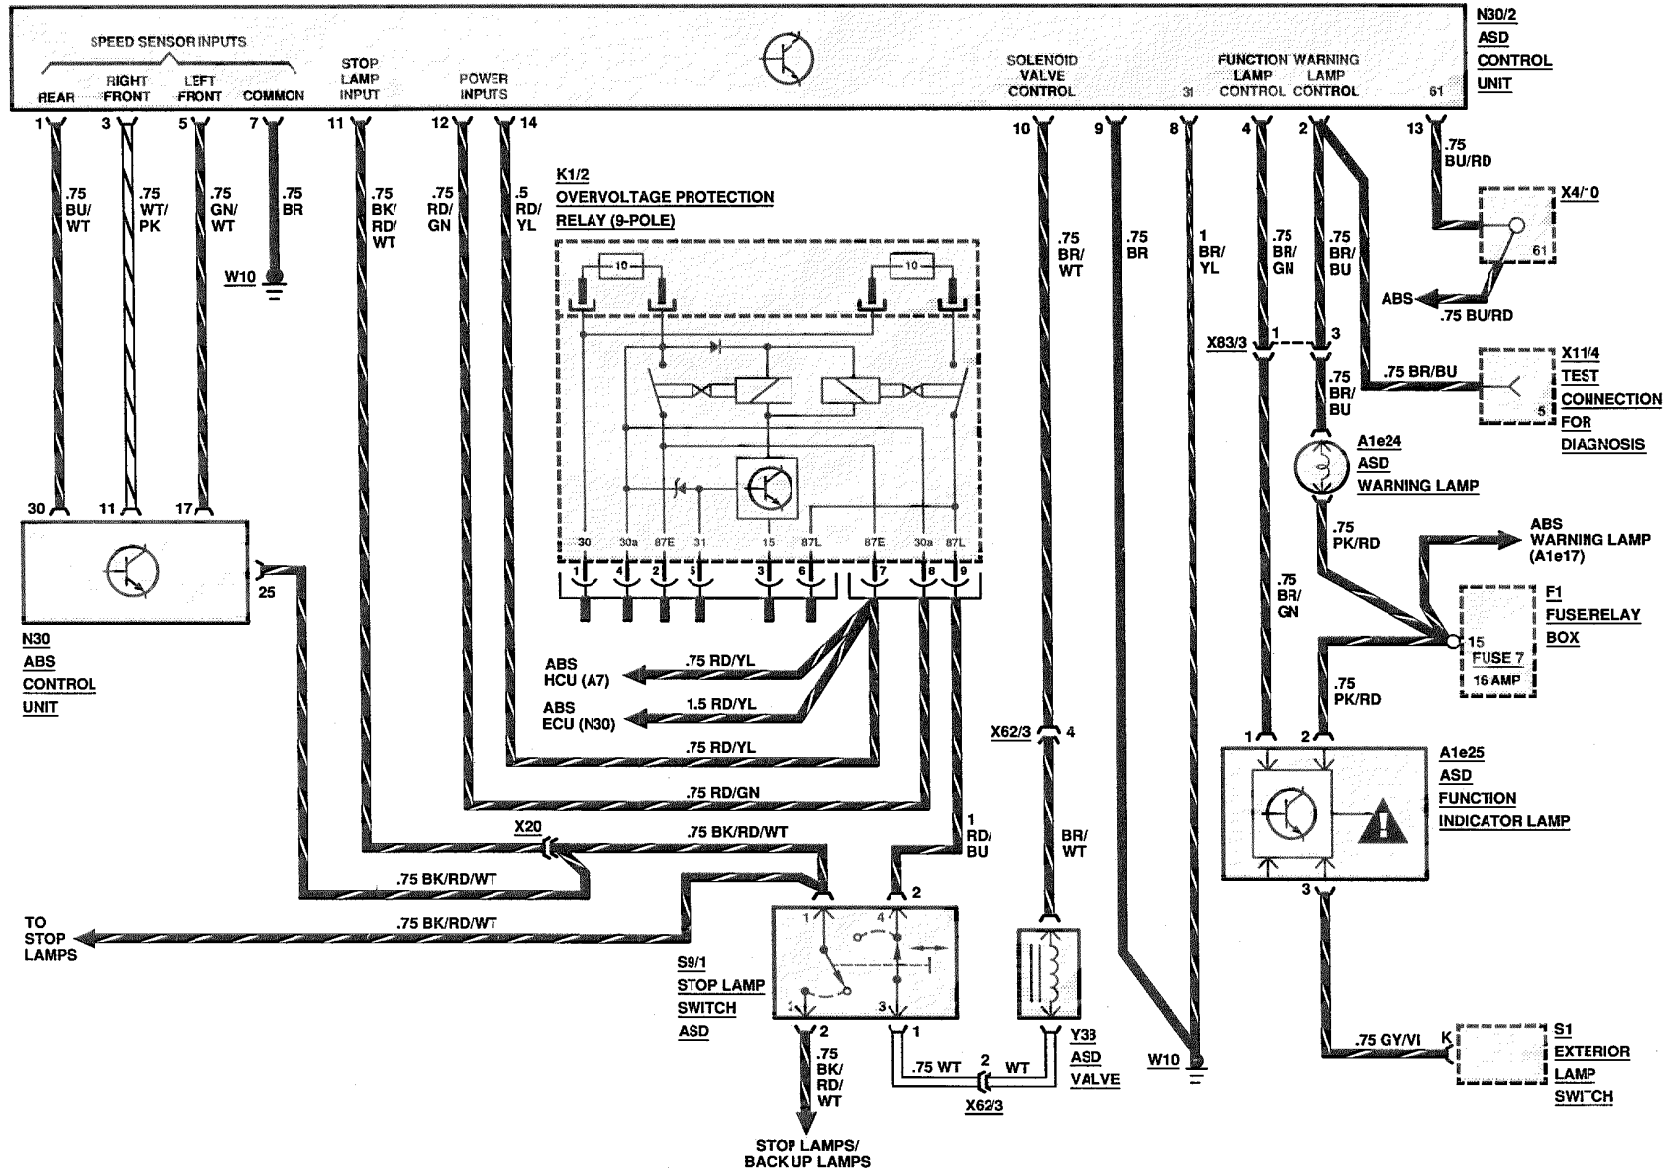 N30/2
ASD
CONTROL
UNIT
SPEED SENSOR INPUTS
REAR
RIGHT
FRONT
LEFT
FRONT
COMMON
STOP
LAMP
INPUT
POWER
INPUTS
SOLENOID
VALVE
CONTROL
31
FUNCTION
LAMP
CONTROL
WARNING
LAMP
CONTROL
61
1
3
5
7
11
12
14
10
9
8
4
2
13
.75
BU/
WT
.75
WT/
PK
.75
GN/
WT
.75
BR
W10
.75
BK/
RD/
WT
.75
RD/
GN
.5
RD/
YL
K1/2
OVERVOLTAGE PROTECTION
RELAY (9-POLE)
10
10
.75
BR/
WT
.75
BR
1
BR/
YL
.75
BR/
GN
.75
BR/
BU
.75
BU/RD
X4/10
61
ABS
.75 BU/RD
X83/3
1
3
.75
BR/
BU
.75 BR/BU
X11/4
TEST
CONNECTION
FOR
DIAGNOSIS
5
A1e24
ASD
WARNING LAMP
30
11
17
25
N30
ABS
CONTROL
UNIT
30
30a
87E
31
15
87L
87E
30a
87L
1
4
2
5
3
6
7
8
9
.75
PK/RD
ABS
WARNING LAMP
(A1e17)
.75
BR/
GN
F1
FUSERELAY
BOX
15
FUSE 7
16 AMP
ABS
HCU (A7)
.75 RD/YL
ABS
ECU (N30)
1.5 RD/YL
.75 RD/YL
.75 RD/GN
X62/3
4
.75
PK/RD
1
2
A1e25
ASD
FUNCTION
INDICATOR LAMP
X20
.75 BK/RD/WT
1
RD/
BU
BR/
WT
.75 BK/RD/WT
.75 BK/RD/WT
TO
STOP
LAMPS
2
1
4
2
3
S9/1
STOP LAMP
SWITCH
ASD
2
1
3
.75
BK/
RD/
WT
.75 WT
2
WT
X62/3
Y38
ASD
VALVE
W10
.75 GY/VI
K
S1
EXTERIOR
LAMP
SWITCH
STOP LAMPS/
BACKUP LAMPS